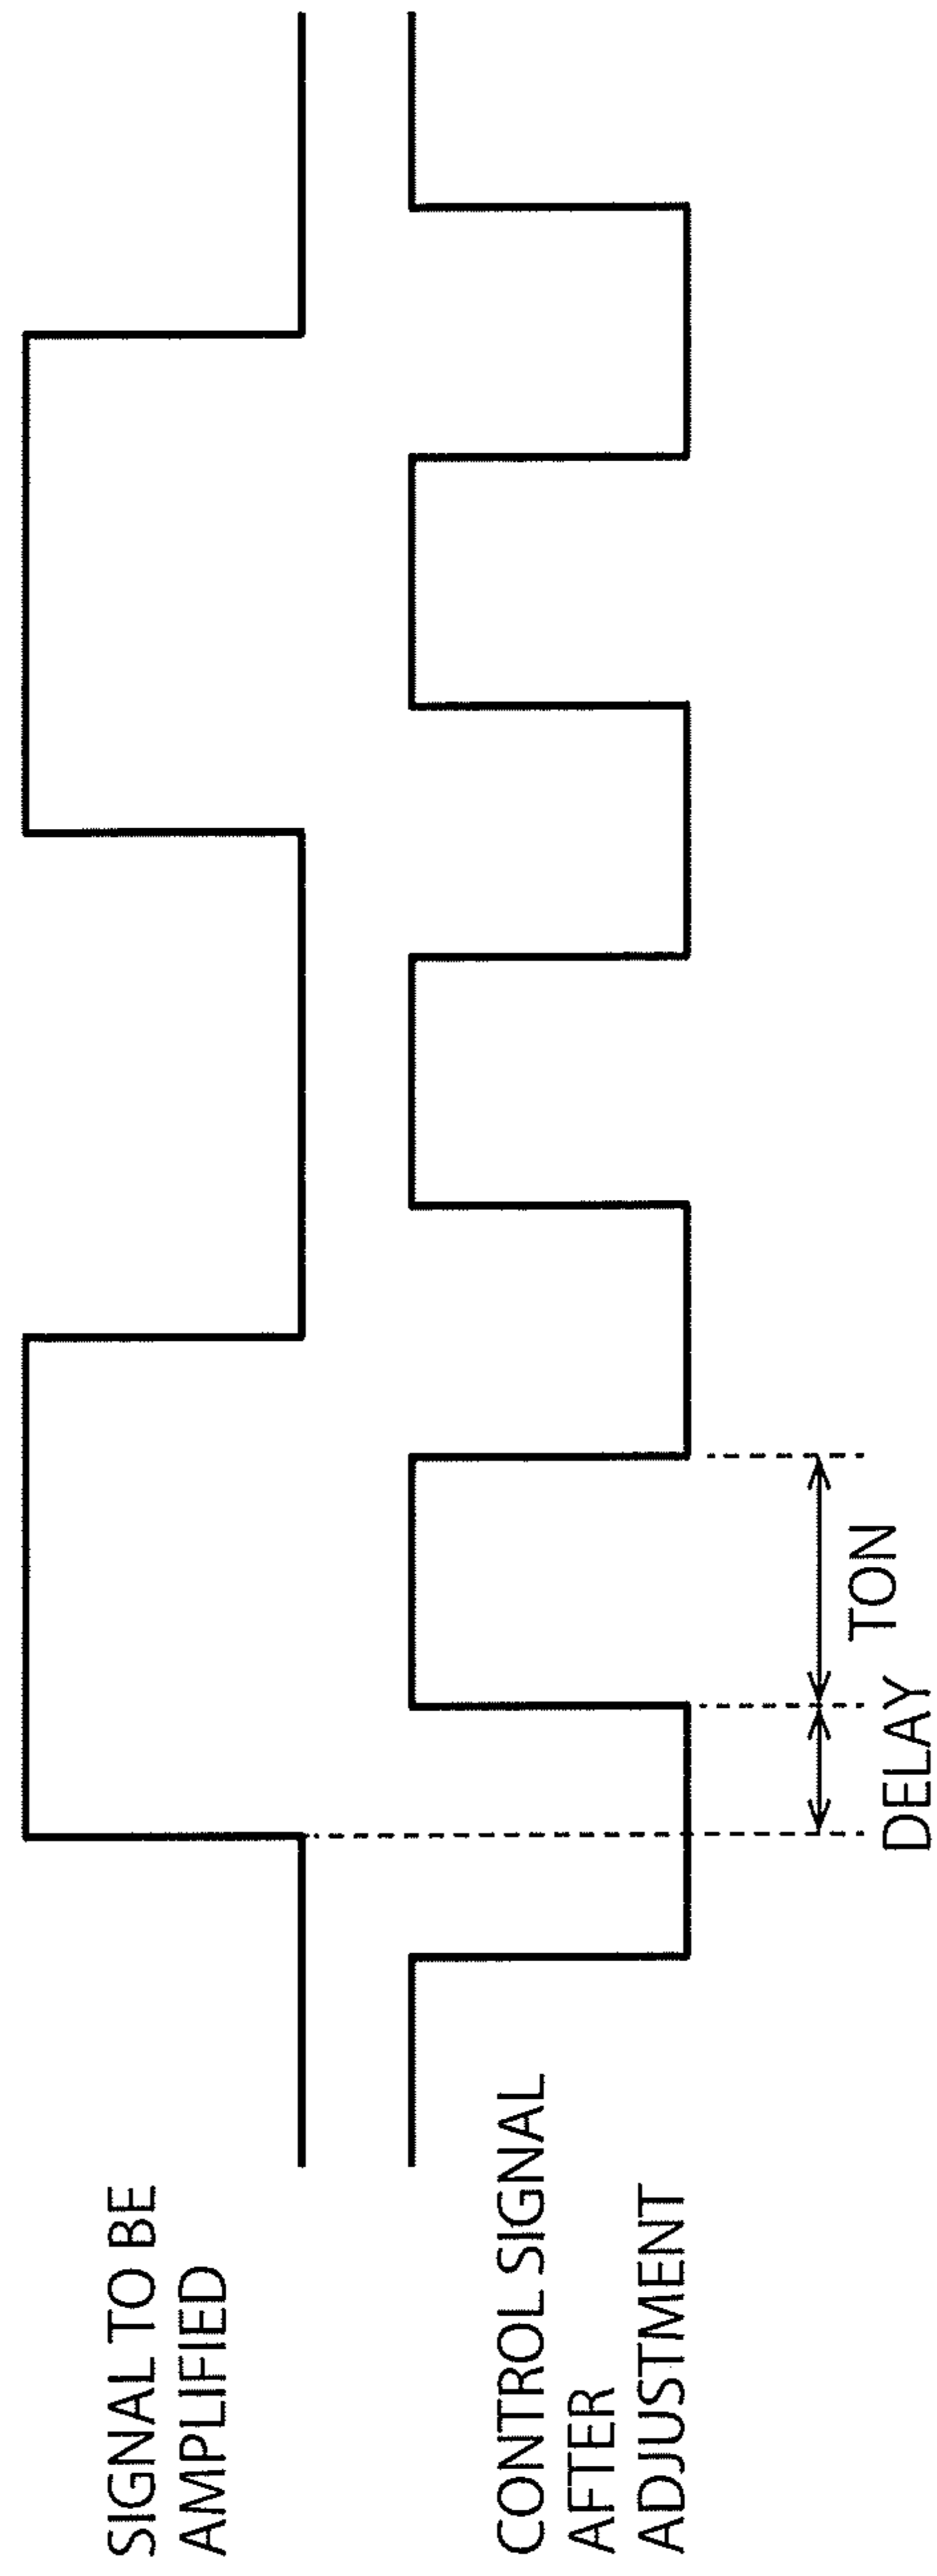 SIGNAL TO BE
AMPLIFIED
CONTROL SIGNAL
AFTER
ADJUSTMENT
DELAY
TON